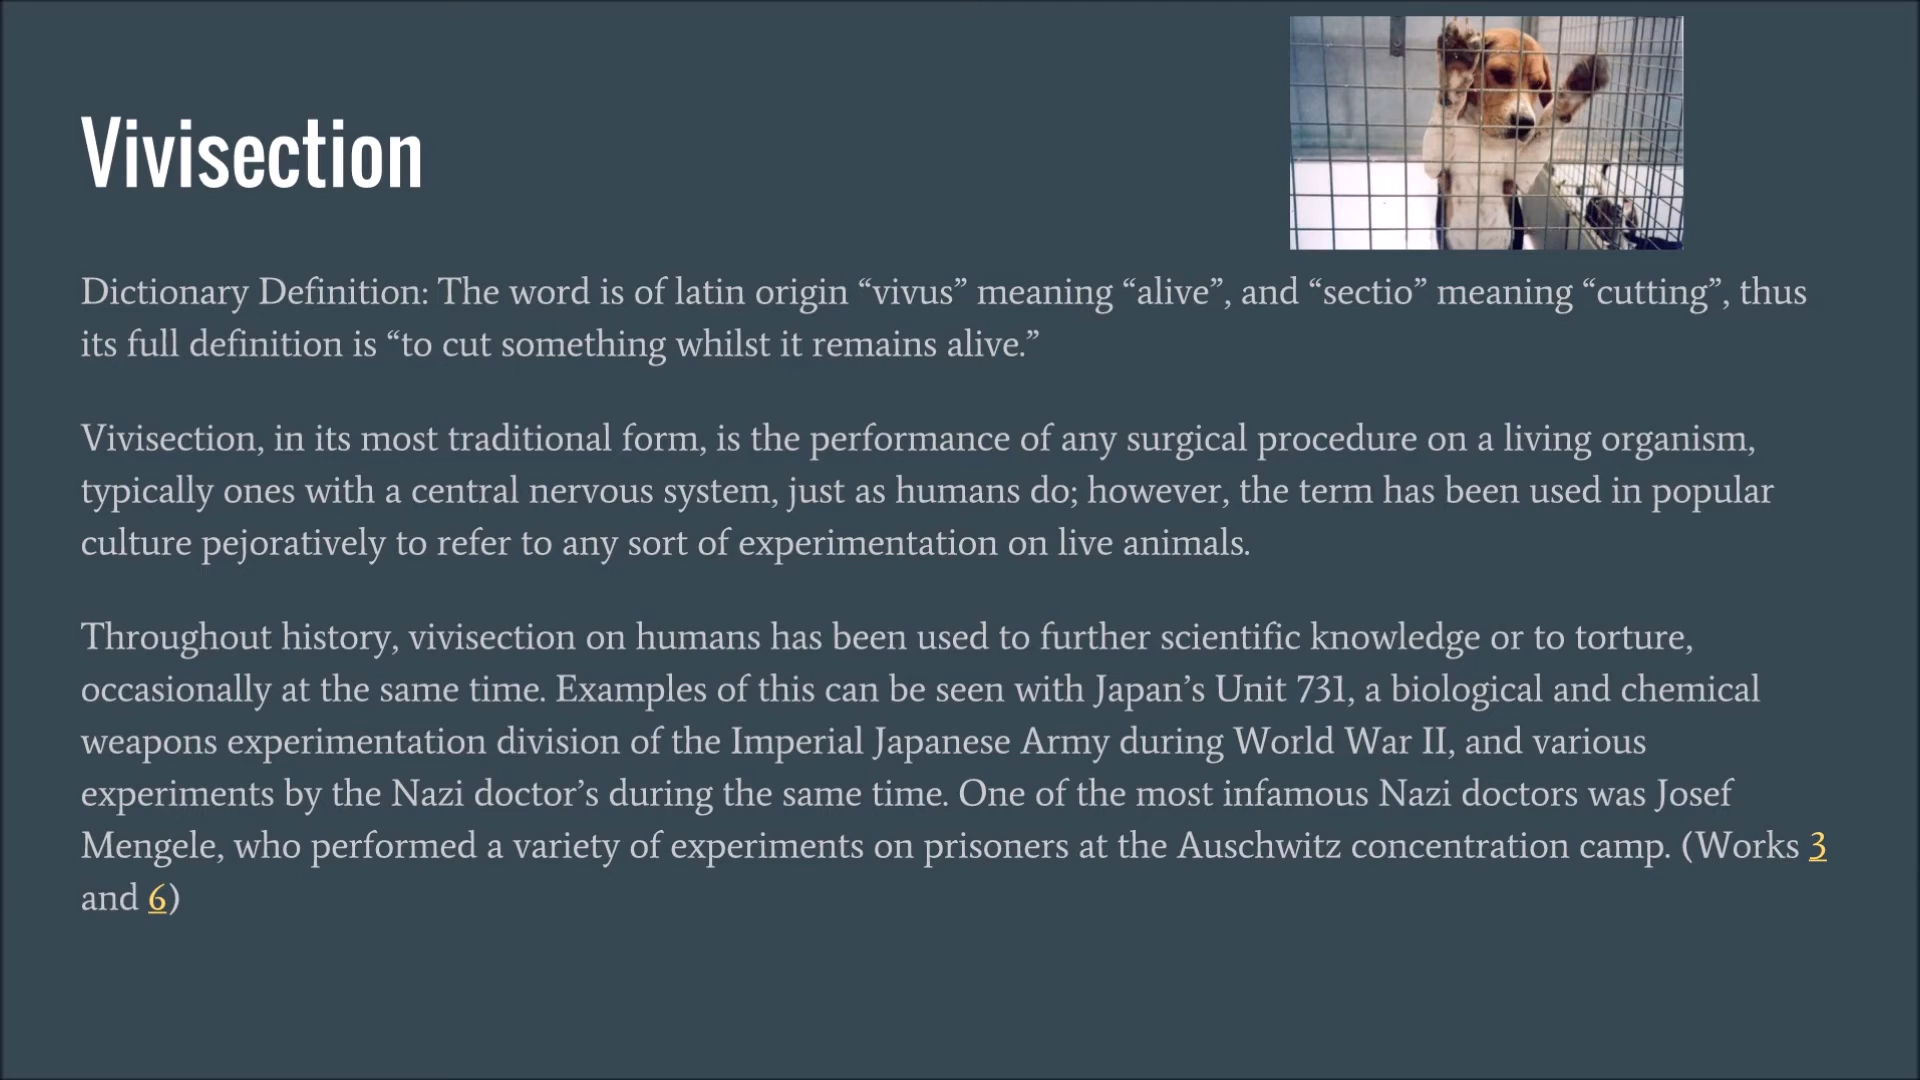 Vivisection
Dictionary Definition: The word is of latin origin “vivus” meaning “alive”, and “sectio” meaning “cutting”, thus
its full definition is “to cut something whilst it remains alive.”
Vivisection, in its most traditional form, is the performance of any surgical procedure on a living organism,
typically ones with a central nervous system, just as humans do; however, the term has been used in popular
culture pejoratively to refer to any sort of experimentation on live animals.
Throughout history, vivisection on humans has been used to further scientific knowledge or to torture,
occasionally at the same time. Examples of this can be seen with Japan’s Unit 731, a biological and chemical
weapons experimentation division of the Imperial Japanese Army during World War II, and various
experiments by the Nazi doctor’s during the same time. One of the most infamous Nazi doctors was Josef
Mengele, who performed a variety of experiments on prisoners at the Auschwitz concentration camp. (Works 3
and 6)